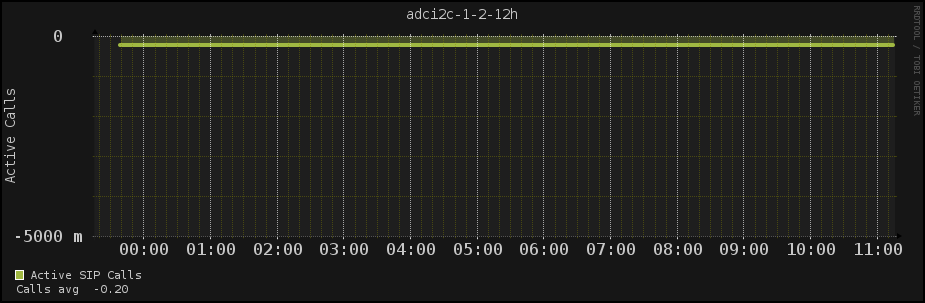 adci2c-1-2-12h
RRDTOOL / TOBI OETIKER
Active Calls
0
-5000 m
00:00 01:00 02:00 03:00 04:00 05:00 06:00 07:00 08:00 09:00 10:00 11:00
Active SIP Calls
Calls avg -0.20